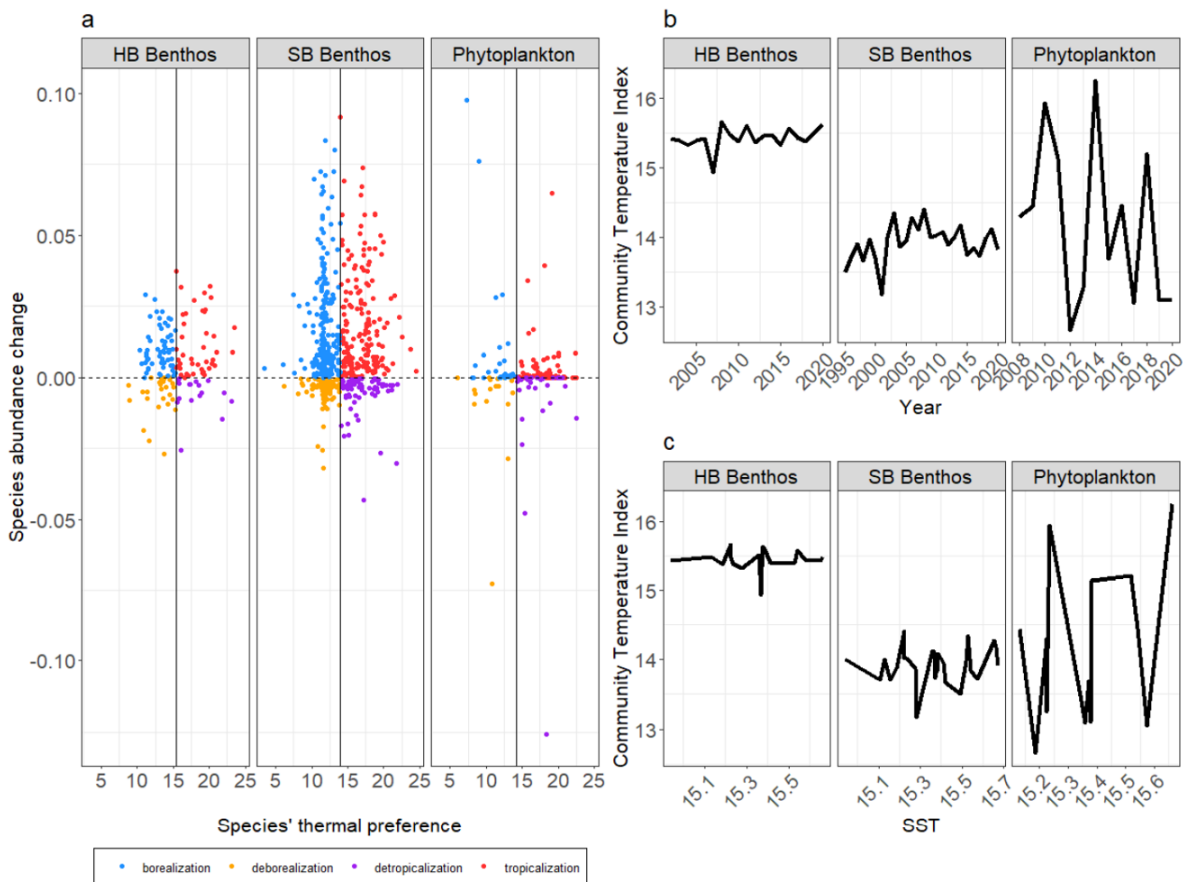 a
HB Benthos SB Benthos Phytoplankton
0.10
0.05
0.00
-0.05
-0.10
5 10 15 20 25 5 10 15 20 25 5 10 15 20 25
Species abundance change
Species' thermal preference
borealization deborealization detropicalization tropicalization
b
HB Benthos SB Benthos Phytoplankton
16
15
14
13
Community Temperature Index
2005 2010 2015 2020 1995 2000 2005 2010 2015 2020 2008 2010 2012 2014 2016 2018 2020
Year
c
HB Benthos SB Benthos Phytoplankton
16
15
14
13
Community Temperature Index
15.1 15.3 15.5 15.1 15.3 15.5 15.7 15.2 15.3 15.4 15.5 15.6
SST